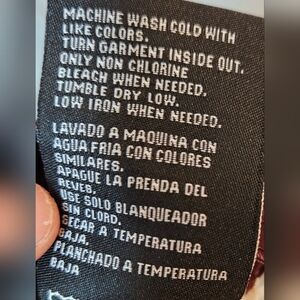 MACHINE WASH COLD WITH
LIKE COLORS.
TURN GARMENT INSIDE OUT.
ONLY NON CHLORINE
BLEACH WHEN NEEDED.
TUMBLE DRY LOW.
LOW IRON WHEN NEEDED.
LAVADO A MAQUINA CON
AGUA FRIA CON COLORES
SIMILARES.
APAGUE LA PRENDA DEL
REVES.
USE SOLO BLANQUEADOR
SIN CLORO.
SECAR A TEMPERATURA
BAJA.
PLANCHADO A TEMPERATURA
BAJA